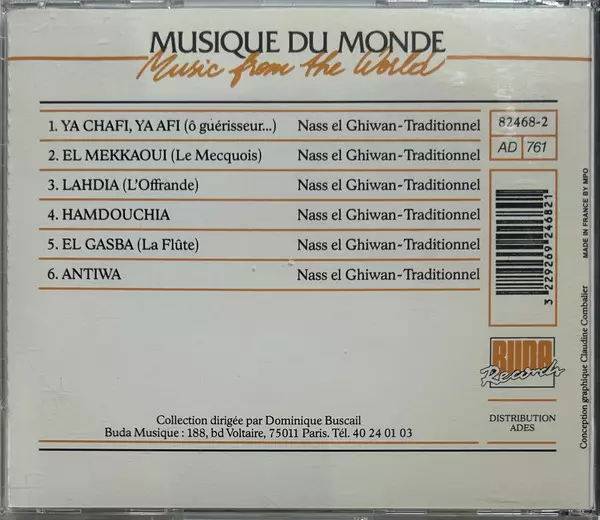 MUSIQUE DU MONDE
Music from the World
1. YA CHAFI, YA AFI (ô guérisseur...) Nass el Ghiwan-Traditionnel
2. EL MEKKAOUI (Le Mecquois) Nass el Ghiwan-Traditionnel
3. LAHDIA (L'Offrande) Nass el Ghiwan-Traditionnel
4. HAMDOUCHIA Nass el Ghiwan-Traditionnel
5. EL GASBA (La Flûte) Nass el Ghiwan-Traditionnel
6. ANTIWA Nass el Ghiwan-Traditionnel
82468-2
AD 761
3 229269 246821
MADE IN FRANCE BY MPO
BUDA
Records
DISTRIBUTION
ADES
Conception graphique Claudine Combalier
Collection dirigée par Dominique Buscail
Buda Musique : 188, bd Voltaire, 75011 Paris. Tél. 40 24 01 03